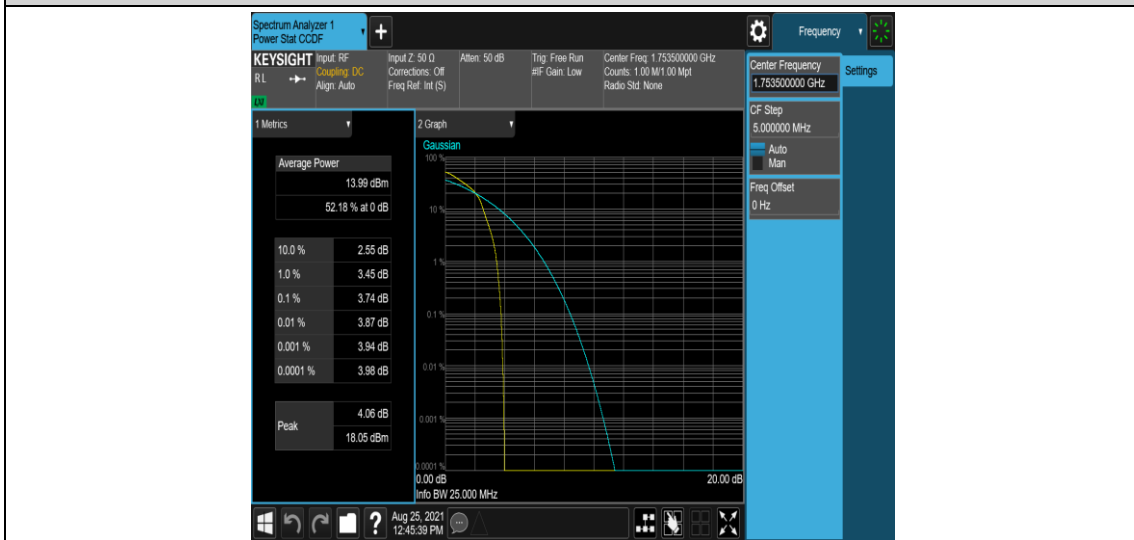 Spectrum Analyzer 1
Power Stat CCDF
+
Frequency
KEYSIGHT
RL
Input: RF
Coupling: DC
Align: Auto
Input Z: 50 Ω
Corrections: Off
Freq Ref: Int (S)
Atten: 50 dB
Trig: Free Run
#IF Gain: Low
Center Freq: 1.753500000 GHz
Counts: 1.00 M/1.00 Mpt
Radio Std: None
Center Frequency
1.753500000 GHz
Settings
CF Step
5.000000 MHz
Auto
Man
Freq Offset
0 Hz
1 Metrics
Average Power
13.99 dBm
52.18 % at 0 dB
10.0 % 2.55 dB
1.0 % 3.45 dB
0.1 % 3.74 dB
0.01 % 3.87 dB
0.001 % 3.94 dB
0.0001 % 3.98 dB
Peak
4.06 dB
18.05 dBm
2 Graph
Gaussian
100 %
10 %
1 %
0.1 %
0.01 %
0.001 %
0.0001 %
0.00 dB
20.00 dB
Info BW 25.000 MHz
?
Aug 25, 2021
12:45:39 PM